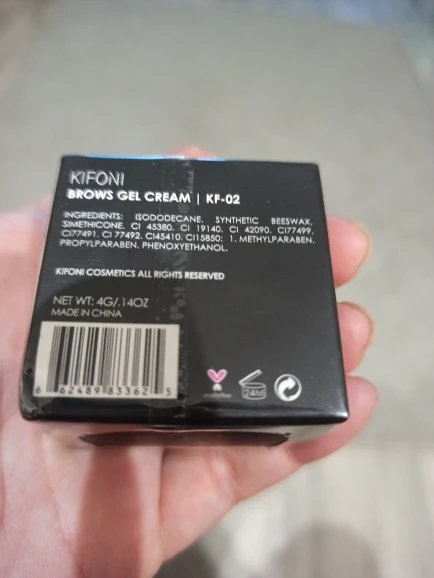 KIFONI
BROWS GEL CREAM | KF-02
INGREDIENTS: ISODODECANE. SYNTHETIC BEESWAX.
SIMETHICONE. CI 45380. CI 19140. CI 42090. CI77499.
CI77491. CI 77492. CI45410. CI15850: 1. METHYLPARABEN.
PROPYLPARABEN. PHENOXYETHANOL.
KIFONI COSMETICS ALL RIGHTS RESERVED
NET WT: 4G/.14OZ
MADE IN CHINA
6 62489 83362 5
24M